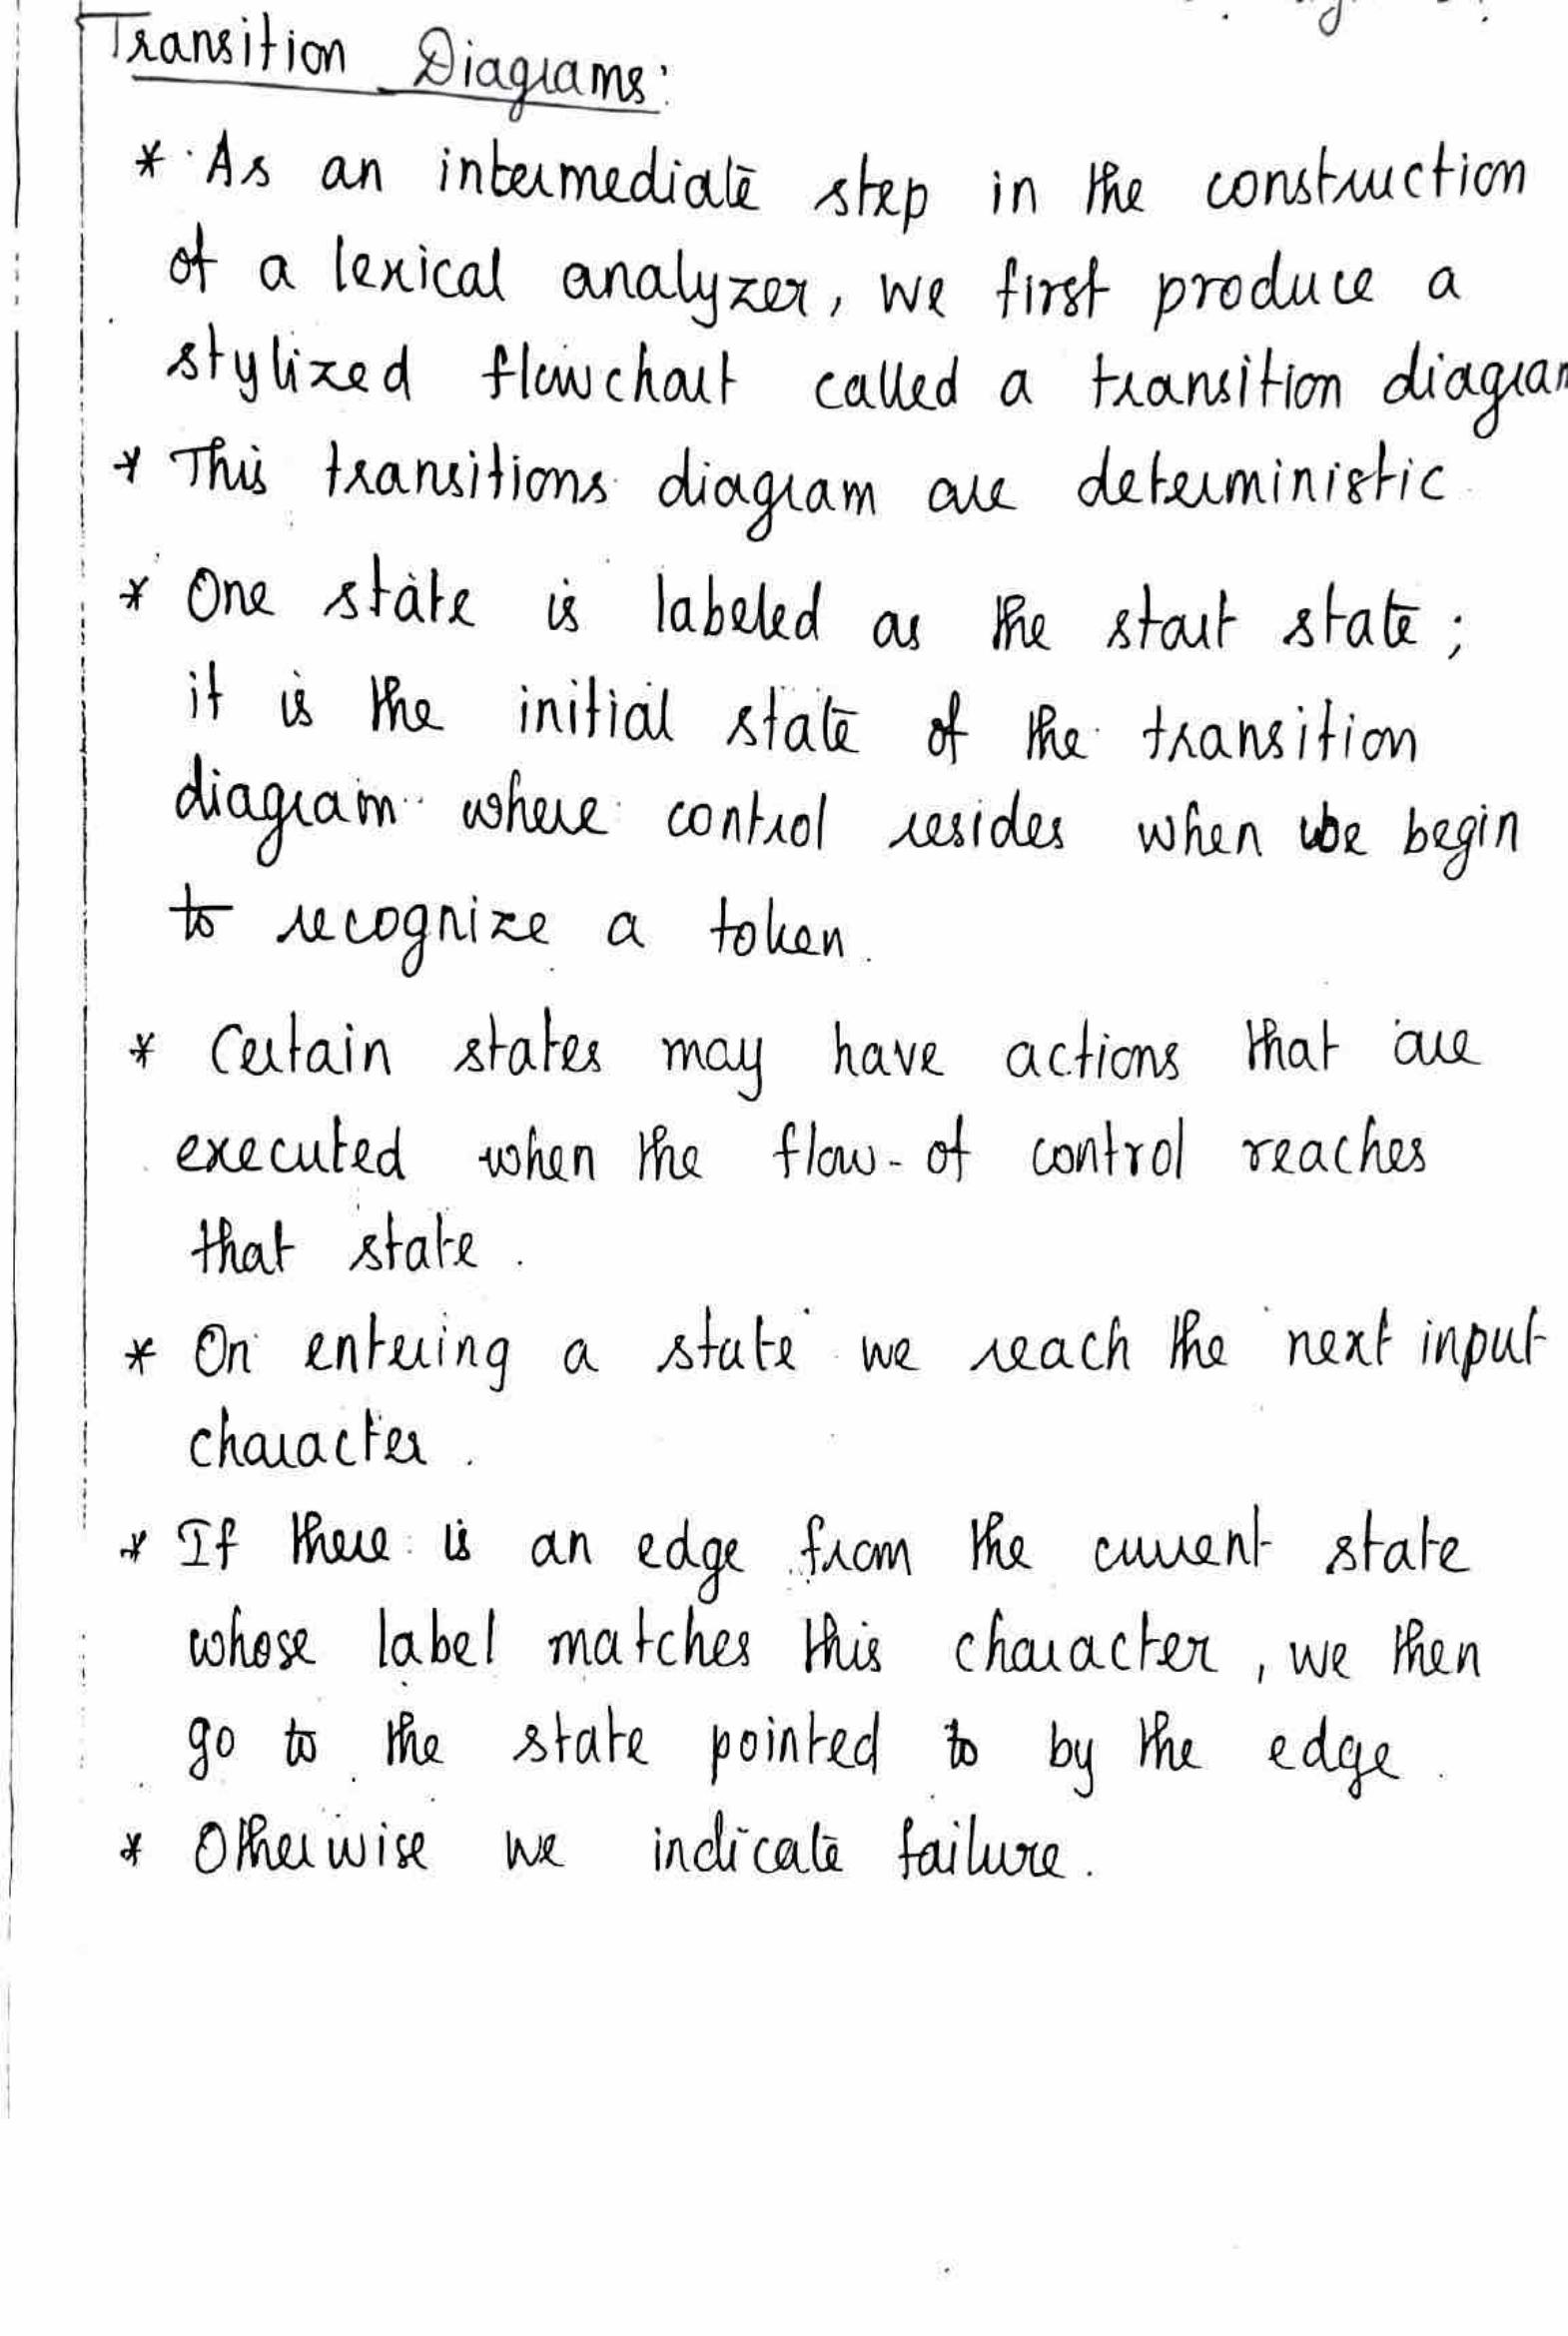 Transition Diagrams:
* As an intermediate step in the construction
of a lexical analyzer, we first produce a
stylized flowchart called a transition diagram
* This transitions diagram are deterministic
* One state is labeled as the start state;
it is the initial state of the transition
diagram where control resides when we begin
to recognize a token.
* Certain states may have actions that are
executed when the flow-of control reaches
that state.
* On entering a state we reach the next input
character.
* If there is an edge from the current state
whose label matches this character, we then
go to the state pointed to by the edge.
* Otherwise we indicate failure.